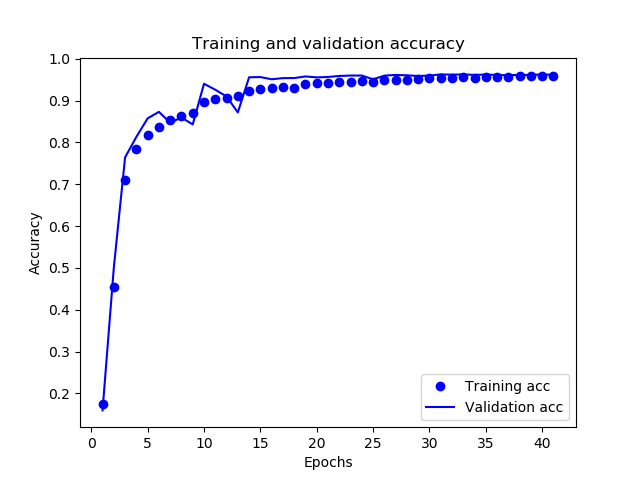 Training and validation accuracy
1.0
0.9
0.8
0.7
0.6
0.5
0.4
0.3
0.2
Accuracy
0 5 10 15 20 25 30 35 40
Epochs
Training acc
Validation acc